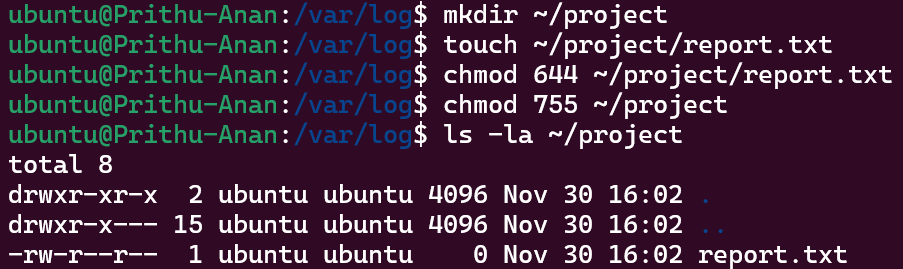 ubuntu@Prithu-Anan:/var/log$ mkdir ~/project
ubuntu@Prithu-Anan:/var/log$ touch ~/project/report.txt
ubuntu@Prithu-Anan:/var/log$ chmod 644 ~/project/report.txt
ubuntu@Prithu-Anan:/var/log$ chmod 755 ~/project
ubuntu@Prithu-Anan:/var/log$ ls -la ~/project
total 8
drwxr-xr-x  2 ubuntu ubuntu 4096 Nov 30 16:02 .
drwxr-x--- 15 ubuntu ubuntu 4096 Nov 30 16:02 ..
-rw-r--r--  1 ubuntu ubuntu    0 Nov 30 16:02 report.txt